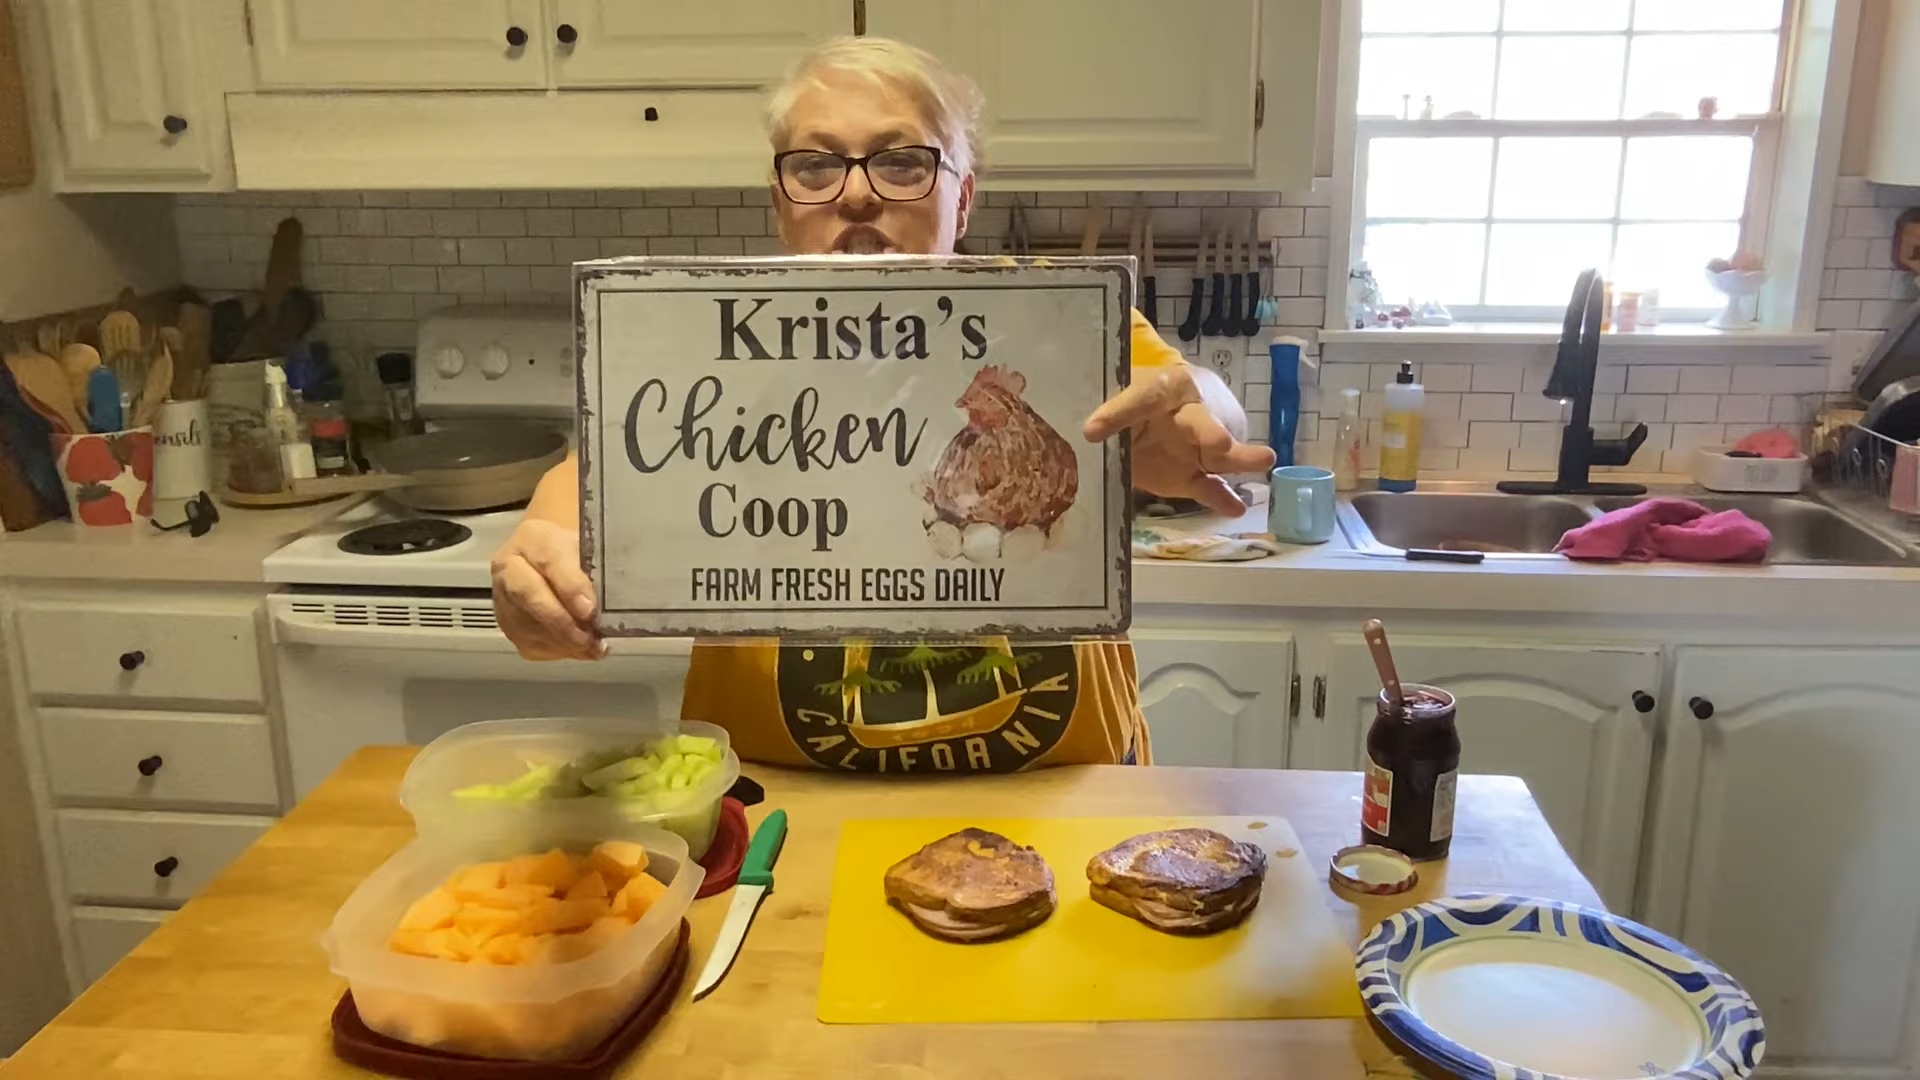 Krista's
Chicken
Coop
FARM FRESH EGGS DAILY
CALIFORNIA